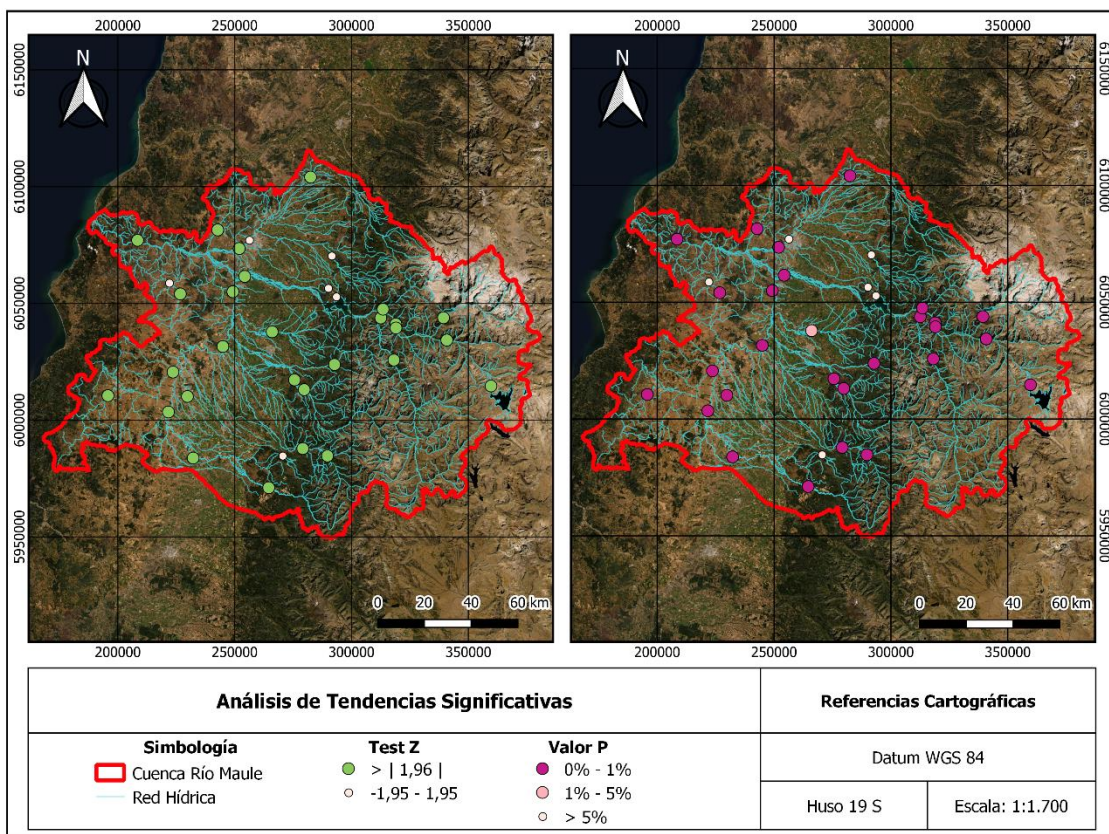 200000 250000 300000 350000
200000 250000 300000 350000
N
N
6150000
6100000
6050000
6000000
5950000
6150000
6100000
6050000
6000000
5950000
0 20 40 60 km
0 20 40 60 km
200000 250000 300000 350000
200000 250000 300000 350000
Análisis de Tendencias Significativas
Referencias Cartográficas
Simbología
Cuenca Río Maule
Red Hídrica
Test Z
> | 1,96 |
-1,95 - 1,95
Valor P
0% - 1%
1% - 5%
> 5%
Datum WGS 84
Huso 19 S
Escala: 1:1.700